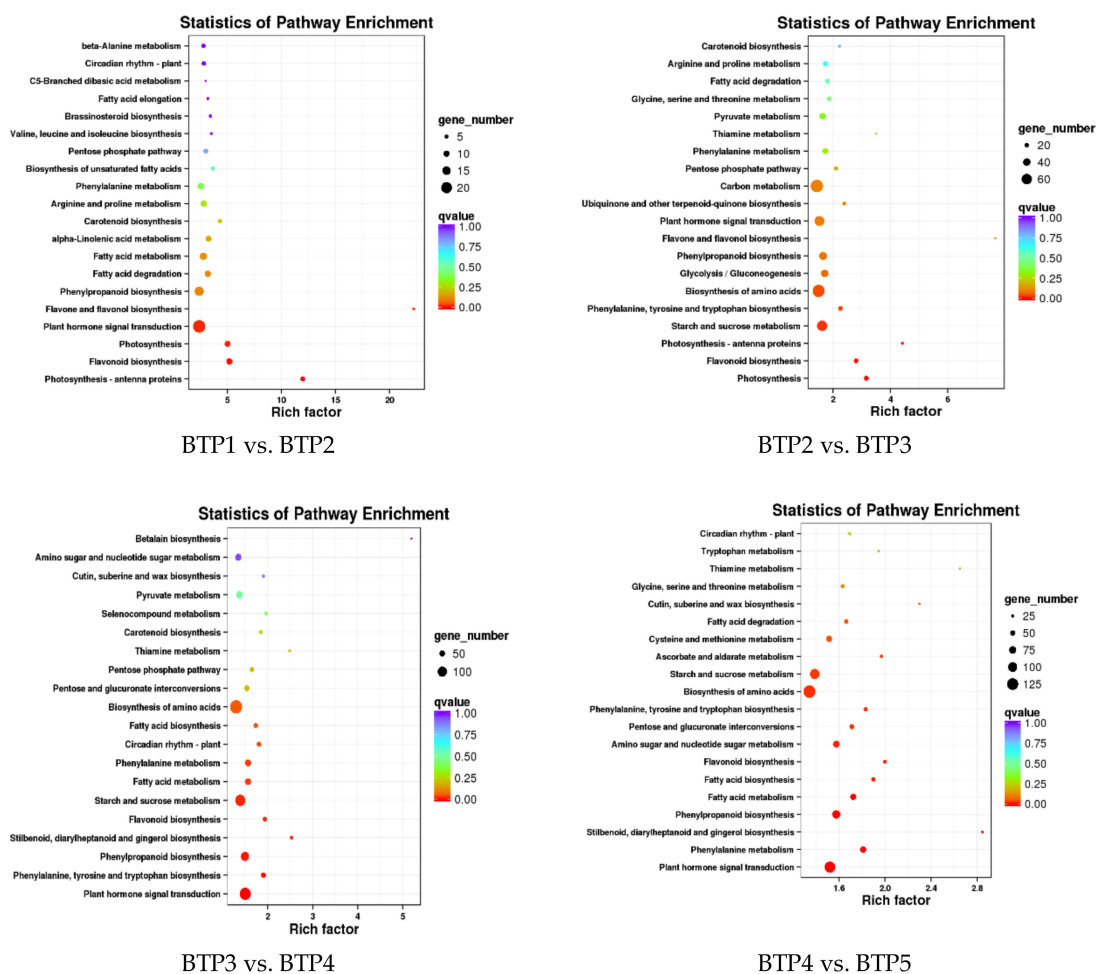 Statistics of Pathway Enrichment
beta-Alanine metabolism
Circadian rhythm - plant
C5-Branched dibasic acid metabolism
Fatty acid elongation
Brassinosteroid biosynthesis
Valine, leucine and isoleucine biosynthesis
Pentose phosphate pathway
Biosynthesis of unsaturated fatty acids
Phenylalanine metabolism
Arginine and proline metabolism
Carotenoid biosynthesis
alpha-Linolenic acid metabolism
Fatty acid metabolism
Fatty acid degradation
Phenylpropanoid biosynthesis
Flavone and flavonol biosynthesis
Plant hormone signal transduction
Photosynthesis
Flavonoid biosynthesis
Photosynthesis - antenna proteins
5 10 15 20
Rich factor
gene_number
5
10
15
20
qvalue
1.00
0.75
0.50
0.25
0.00
BTP1 vs. BTP2
Statistics of Pathway Enrichment
Carotenoid biosynthesis
Arginine and proline metabolism
Fatty acid degradation
Glycine, serine and threonine metabolism
Pyruvate metabolism
Thiamine metabolism
Phenylalanine metabolism
Pentose phosphate pathway
Carbon metabolism
Ubiquinone and other terpenoid-quinone biosynthesis
Plant hormone signal transduction
Flavone and flavonol biosynthesis
Phenylpropanoid biosynthesis
Glycolysis / Gluconeogenesis
Biosynthesis of amino acids
Phenylalanine, tyrosine and tryptophan biosynthesis
Starch and sucrose metabolism
Photosynthesis - antenna proteins
Flavonoid biosynthesis
Photosynthesis
2 4 6
Rich factor
gene_number
20
40
60
qvalue
1.00
0.75
0.50
0.25
0.00
BTP2 vs. BTP3
Statistics of Pathway Enrichment
Betalain biosynthesis
Amino sugar and nucleotide sugar metabolism
Cutin, suberine and wax biosynthesis
Pyruvate metabolism
Selenocompound metabolism
Carotenoid biosynthesis
Thiamine metabolism
Pentose phosphate pathway
Pentose and glucuronate interconversions
Biosynthesis of amino acids
Fatty acid biosynthesis
Circadian rhythm - plant
Phenylalanine metabolism
Fatty acid metabolism
Starch and sucrose metabolism
Flavonoid biosynthesis
Stilbenoid, diarylheptanoid and gingerol biosynthesis
Phenylpropanoid biosynthesis
Phenylalanine, tyrosine and tryptophan biosynthesis
Plant hormone signal transduction
2 3 4 5
Rich factor
gene_number
50
100
qvalue
1.00
0.75
0.50
0.25
0.00
BTP3 vs. BTP4
Statistics of Pathway Enrichment
Circadian rhythm - plant
Tryptophan metabolism
Thiamine metabolism
Glycine, serine and threonine metabolism
Cutin, suberine and wax biosynthesis
Fatty acid degradation
Cysteine and methionine metabolism
Ascorbate and aldarate metabolism
Starch and sucrose metabolism
Biosynthesis of amino acids
Phenylalanine, tyrosine and tryptophan biosynthesis
Pentose and glucuronate interconversions
Amino sugar and nucleotide sugar metabolism
Flavonoid biosynthesis
Fatty acid biosynthesis
Fatty acid metabolism
Phenylpropanoid biosynthesis
Stilbenoid, diarylheptanoid and gingerol biosynthesis
Phenylalanine metabolism
Plant hormone signal transduction
1.6 2.0 2.4 2.8
Rich factor
gene_number
25
50
75
100
125
qvalue
1.00
0.75
0.50
0.25
0.00
BTP4 vs. BTP5